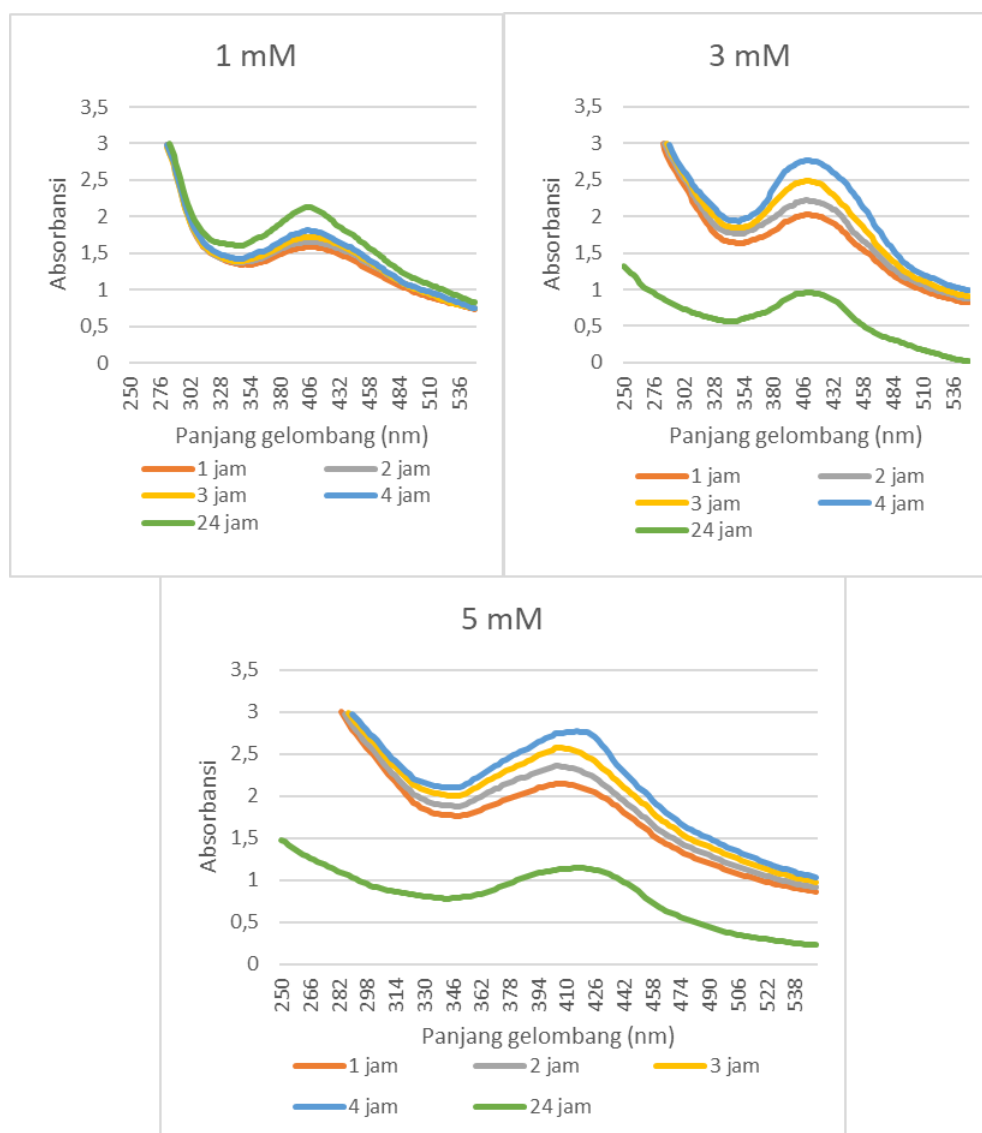 1 mM
3,5
3
2,5
2
1,5
1
0,5
0
Absorbansi
250 276 302 328 354 380 406 432 458 484 510 536
Panjang gelombang (nm)
1 jam 2 jam
3 jam 4 jam
24 jam
3 mM
3,5
3
2,5
2
1,5
1
0,5
0
Absorbansi
250 276 302 328 354 380 406 432 458 484 510 536
Panjang gelombang (nm)
1 jam 2 jam
3 jam 4 jam
24 jam
5 mM
3,5
3
2,5
2
1,5
1
0,5
0
Absorbansi
250 266 282 298 314 330 346 362 378 394 410 426 442 458 474 490 506 522 538
Panjang gelombang (nm)
1 jam 2 jam 3 jam
4 jam 24 jam